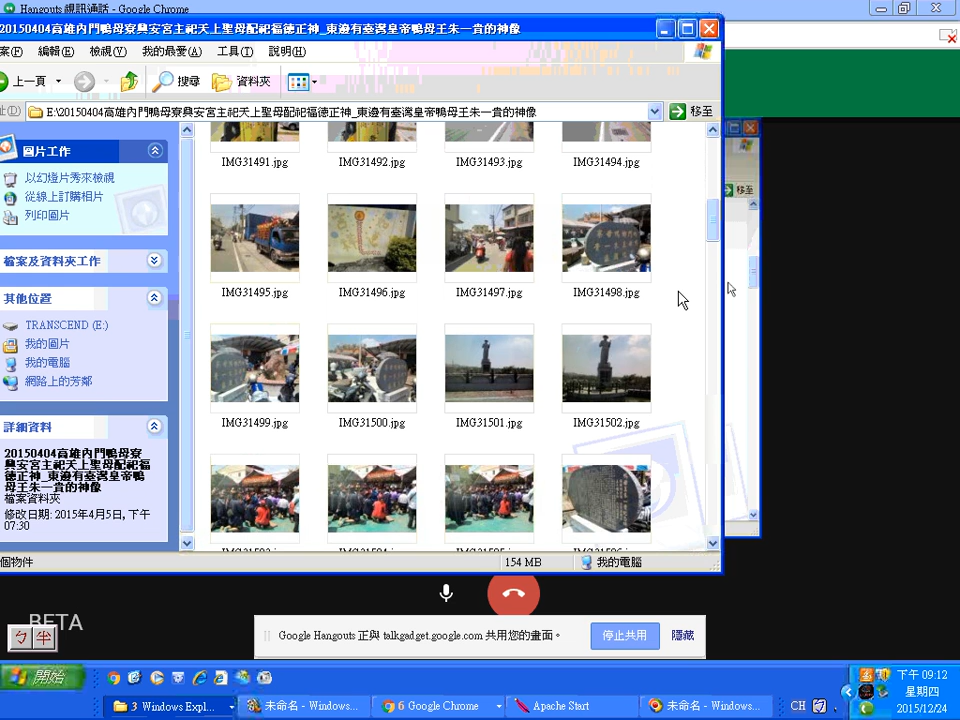 Hangouts 視訊通話 - Google Chrome
20150404高雄內門鴨母寮興安宮主祀天上聖母配祀福德正神_東邊有臺灣皇帝鴨母王朱一貴的神像
案(F) 編輯(E) 檢視(V) 我的最愛(A) 工具(T) 說明(H)
上一頁 搜尋 資料夾
址(D) E:\20150404高雄內門鴨母寮興安宮主祀天上聖母配祀福德正神_東邊有臺灣皇帝鴨母王朱一貴的神像 移至
移至
圖片工作
以幻燈片秀來檢視
從線上訂購相片
列印圖片
檔案及資料夾工作
其他位置
TRANSCEND (E:)
我的圖片
我的電腦
網路上的芳鄰
詳細資料
20150404高雄內門鴨母寮
興安宮主祀天上聖母配祀福
德正神_東邊有臺灣皇帝鴨
母王朱一貴的神像
檔案資料夾
修改日期: 2015年4月5日, 下午
07:30
IMG31491.jpg IMG31492.jpg IMG31493.jpg IMG31494.jpg
IMG31495.jpg IMG31496.jpg IMG31497.jpg IMG31498.jpg
IMG31499.jpg IMG31500.jpg IMG31501.jpg IMG31502.jpg
個物件 154 MB 我的電腦
BETA
ㄅ 半
Google Hangouts 正與 talkgadget.google.com 共用您的畫面。 停止共用 隱藏
開始
3 Windows Expl... 未命名 - Windows... 6 Google Chrome Apache Start 未命名 - Windows... CH
下午 09:12
星期四
2015/12/24